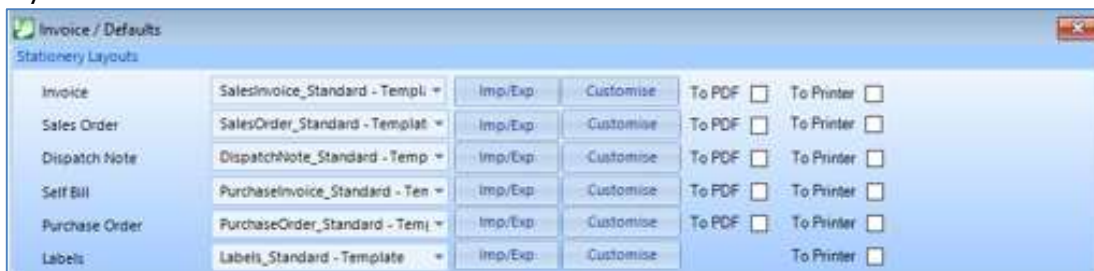 Invoice / Defaults
Stationery Layouts
Invoice SalesInvoice_Standard - Templ Imp/Exp Customise To PDF To Printer
Sales Order SalesOrder_Standard - Templat Imp/Exp Customise To PDF To Printer
Dispatch Note DispatchNote_Standard - Temp Imp/Exp Customise To PDF To Printer
Self Bill PurchaseInvoice_Standard - Ten Imp/Exp Customise To PDF To Printer
Purchase Order PurchaseOrder_Standard - Temp Imp/Exp Customise To PDF To Printer
Labels Labels_Standard - Template Imp/Exp Customise To Printer